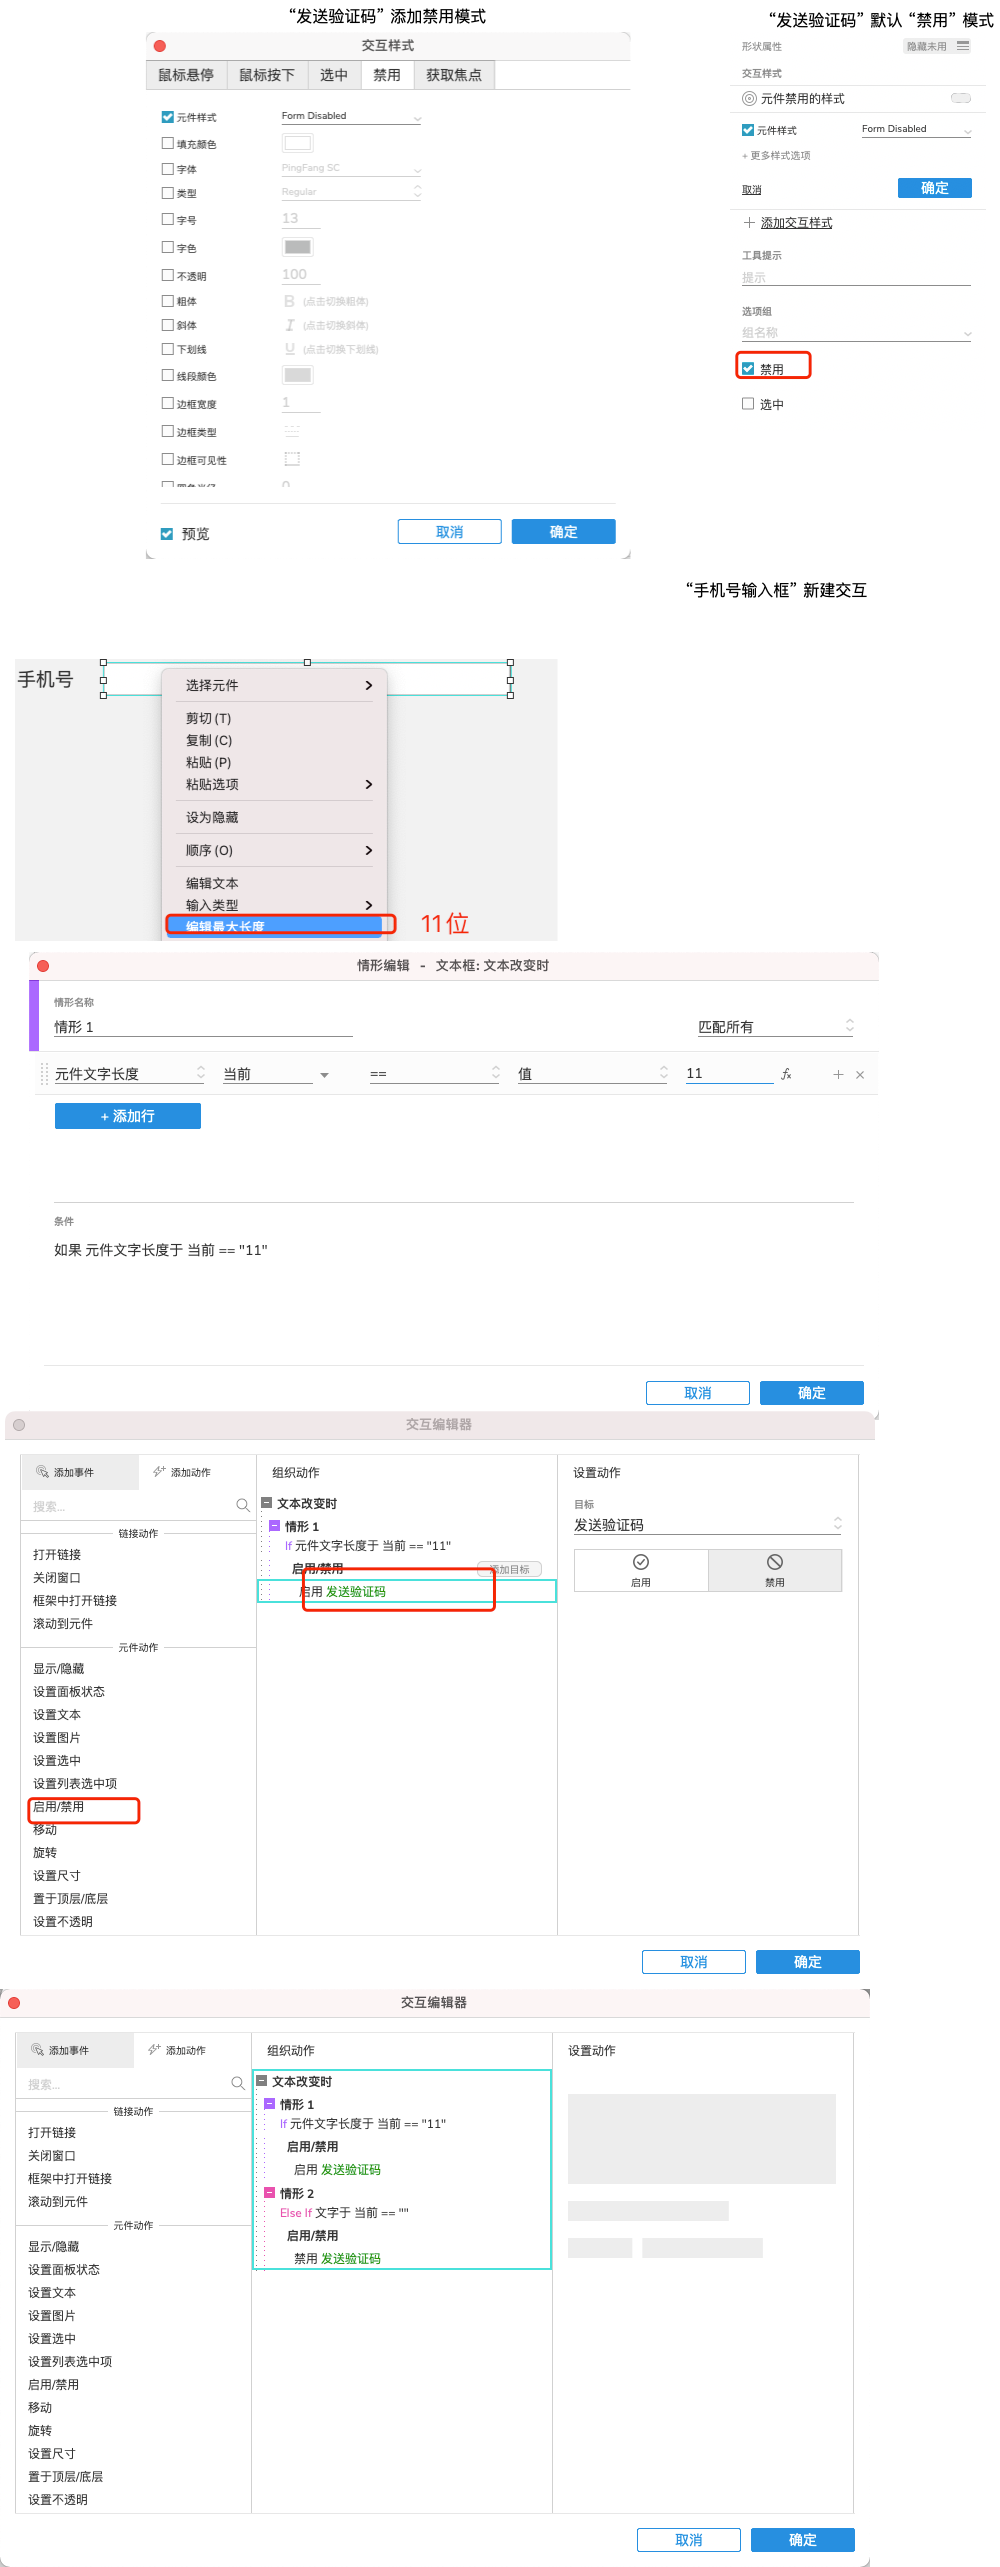 “发送验证码” 添加禁用模式
交互样式
鼠标悬停 鼠标按下 选中 禁用 获取焦点
元件样式 Form Disabled
填充颜色
字体 PingFang SC
类型 Regular
字号 13
字色
不透明 100
粗体 B (点击切换粗体)
斜体 I (点击切换斜体)
下划线 U (点击切换下划线)
线段颜色
边框宽度 1
边框类型
边框可见性
预览 取消 确定
“发送验证码” 默认 “禁用” 模式
形状属性 隐藏未用
交互样式
元件禁用的样式
元件样式 Form Disabled
+ 更多样式选项
取消 确定
添加交互样式
工具提示
提示
选项组
组名称
禁用
选中
“手机号输入框” 新建交互
手机号
选择元件
剪切 (T)
复制 (C)
粘贴 (P)
粘贴选项
设为隐藏
顺序 (O)
编辑文本
输入类型
编辑最大长度
11位
情形编辑 - 文本框: 文本改变时
情形名称
情形 1 匹配所有
元件文字长度 当前 == 值 11 fx
+ 添加行
条件
如果 元件文字长度于 当前 == "11"
取消 确定
交互编辑器
添加事件 添加动作
搜索...
链接动作
打开链接
关闭窗口
框架中打开链接
滚动到元件
元件动作
显示/隐藏
设置面板状态
设置文本
设置图片
设置选中
设置列表选中项
启用/禁用
移动
旋转
设置尺寸
置于顶层/底层
设置不透明
组织动作
文本改变时
情形 1
If 元件文字长度于 当前 == "11"
启用/禁用 添加目标
启用 发送验证码
设置动作
目标
发送验证码
启用 禁用
取消 确定
交互编辑器
添加事件 添加动作
搜索...
链接动作
打开链接
关闭窗口
框架中打开链接
滚动到元件
元件动作
显示/隐藏
设置面板状态
设置文本
设置图片
设置选中
设置列表选中项
启用/禁用
移动
旋转
设置尺寸
置于顶层/底层
设置不透明
组织动作
文本改变时
情形 1
If 元件文字长度于 当前 == "11"
启用/禁用
启用 发送验证码
情形 2
Else If 文字于 当前 == ""
启用/禁用
禁用 发送验证码
设置动作
取消 确定